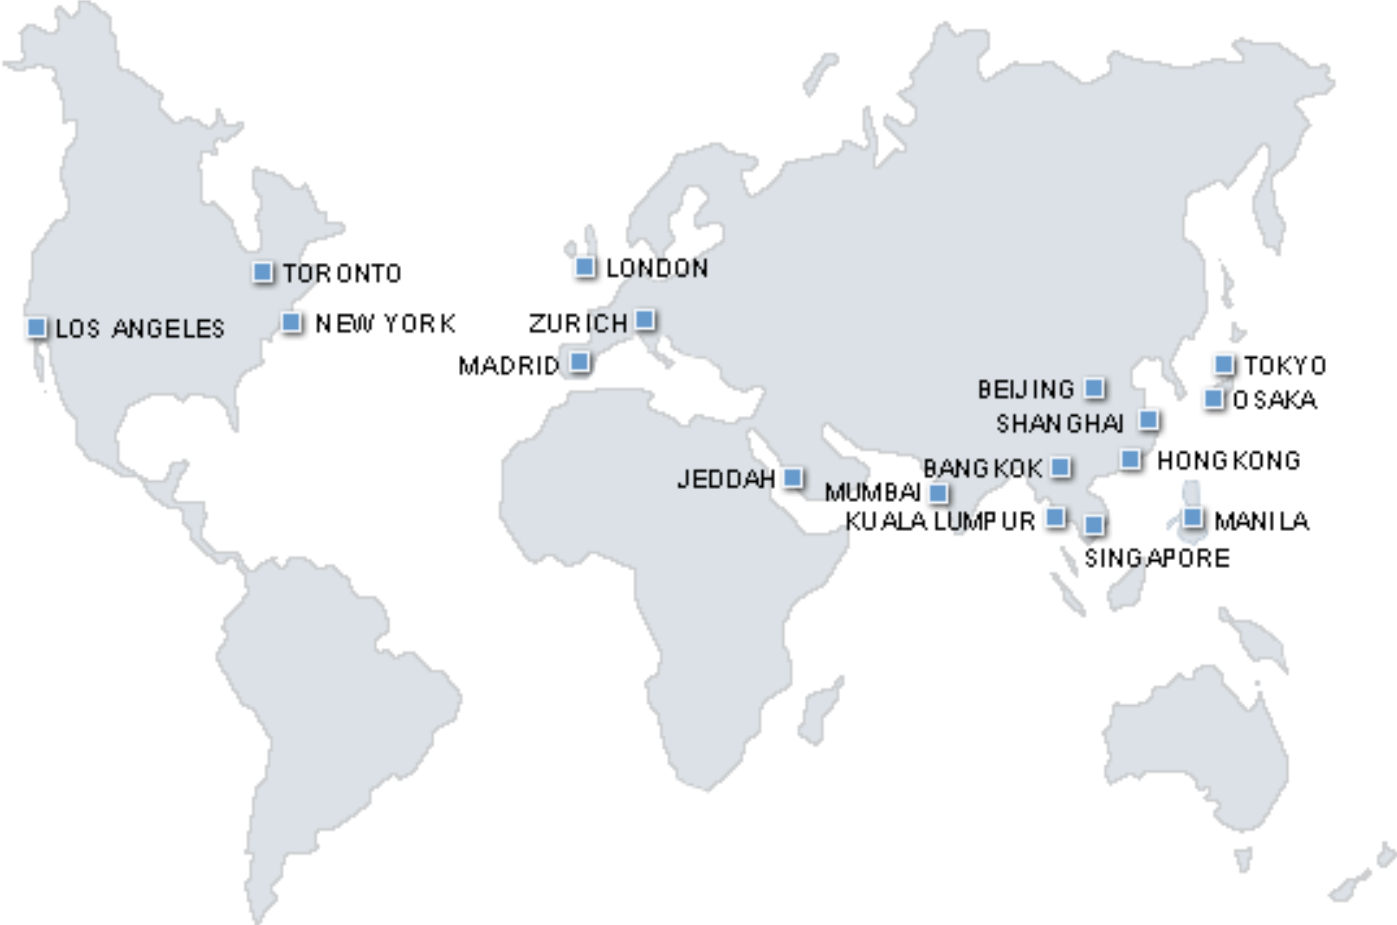 LONDON
TORONTO
NEW YORK
ZURICH
LOS ANGELES
MADRID
TOKYO
BEIJING
OSAKA
SHANGHAI
HONG KONG
BANGKOK
JEDDAH
MUMBAI
KUALA LUMPUR
MANILA
SINGAPORE